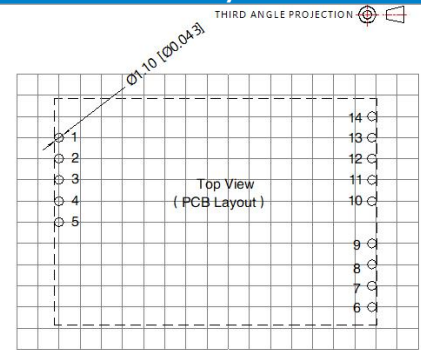 THIRD ANGLE PROJECTION
Ø1.10 [Ø0.043]
14
1 13
2 12
3 Top View 11
4 ( PCB Layout ) 10
5
9
8
7
6